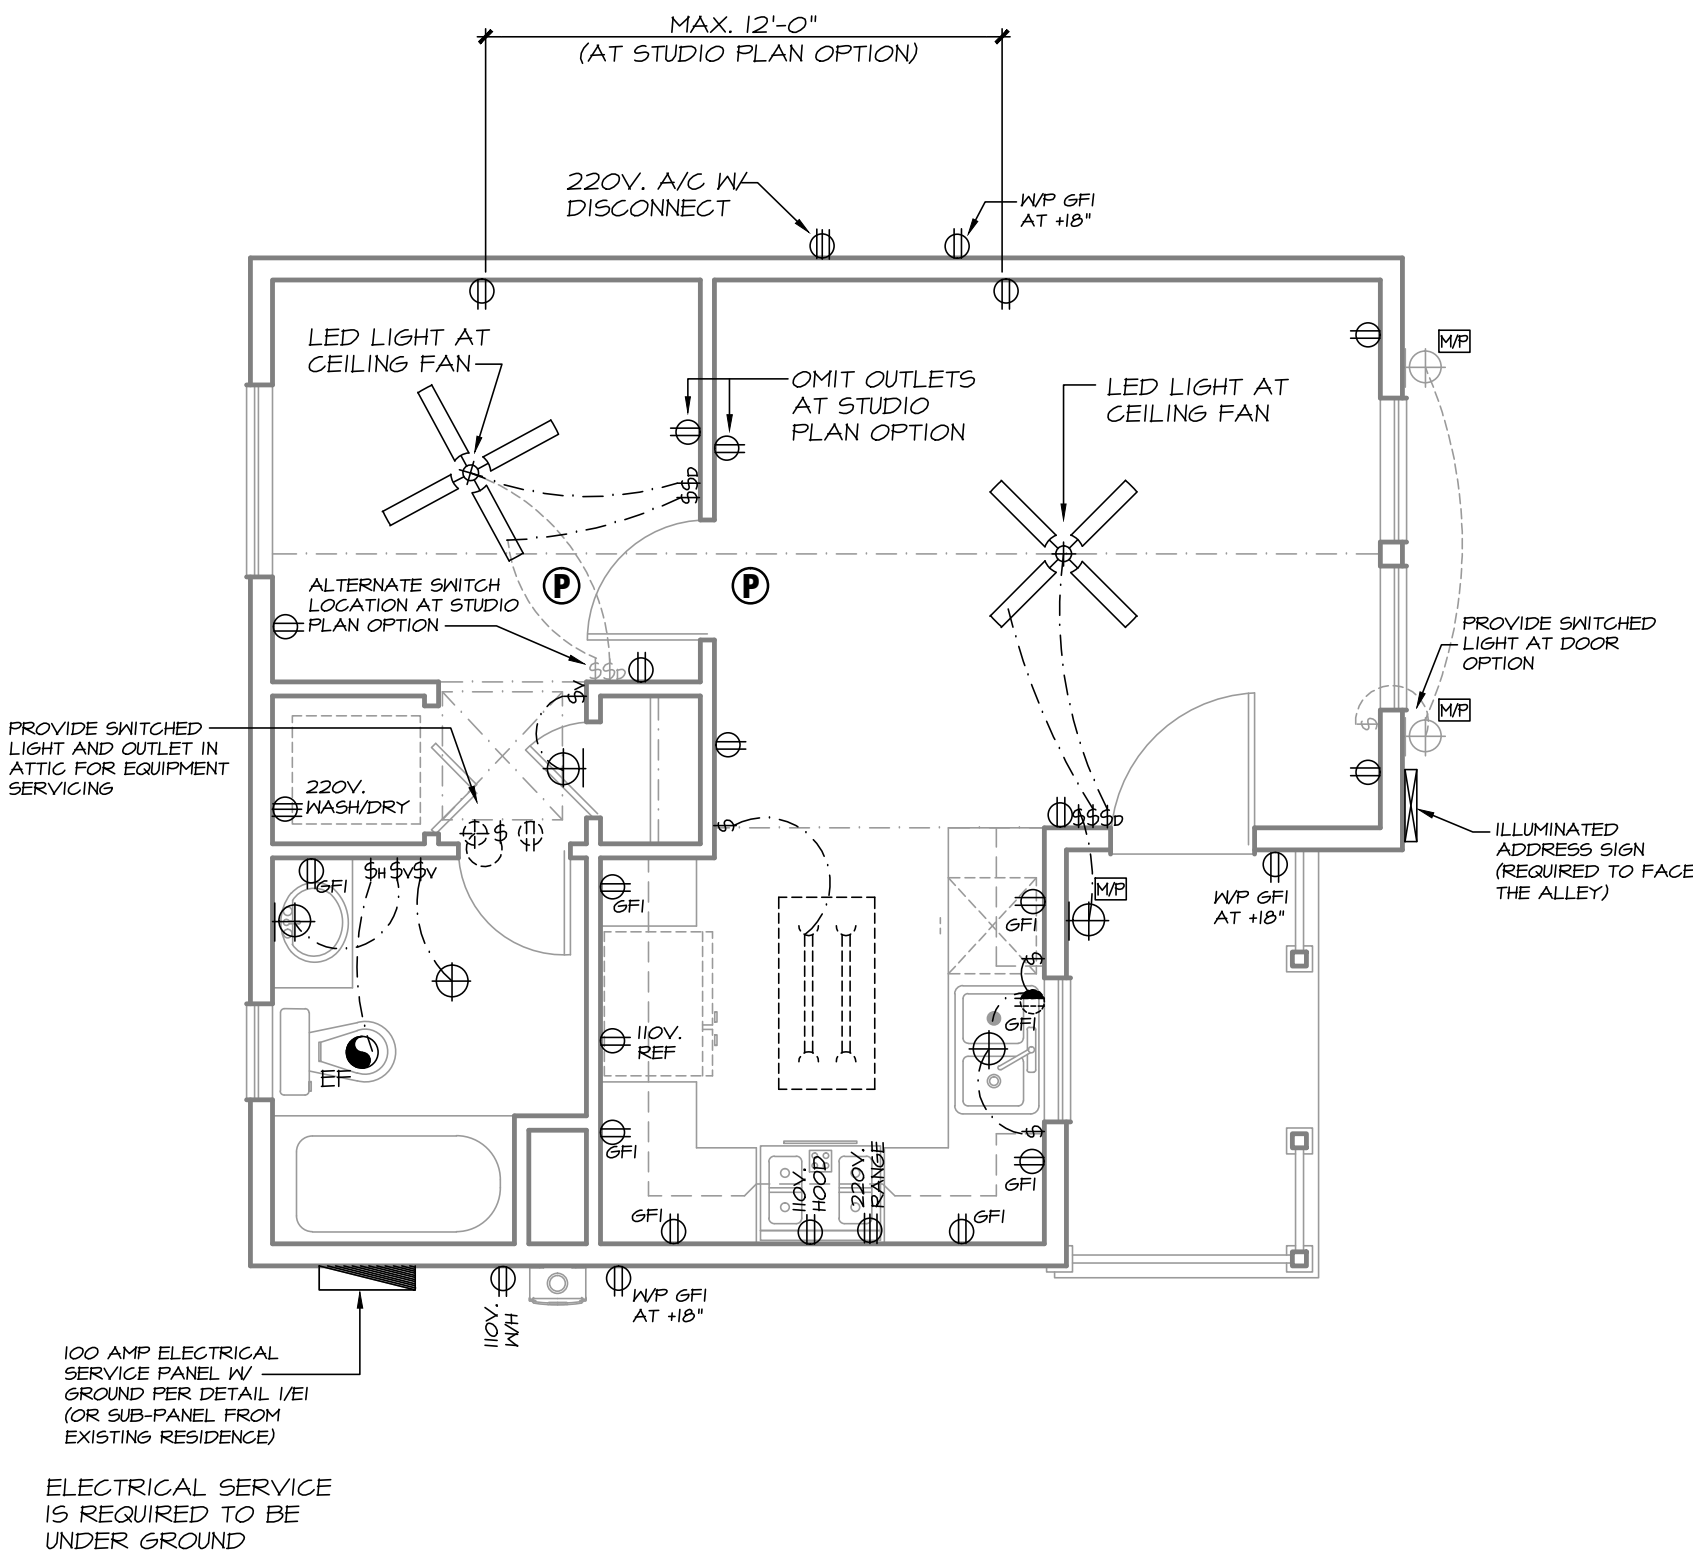 MAX. 12'-0"
(AT STUDIO PLAN OPTION)
220V. A/C W/
DISCONNECT
W/P GFI
AT +18"
LED LIGHT AT
CEILING FAN
OMIT OUTLETS
AT STUDIO
PLAN OPTION
LED LIGHT AT
CEILING FAN
M/P
$$D
P
P
ALTERNATE SWITCH
LOCATION AT STUDIO
PLAN OPTION
$$D
$V
PROVIDE SWITCHED
LIGHT AT DOOR
OPTION
M/P
$
PROVIDE SWITCHED
LIGHT AND OUTLET IN
ATTIC FOR EQUIPMENT
SERVICING
220V.
WASH/DRY
$
$
$$$D
ILLUMINATED
ADDRESS SIGN
(REQUIRED TO FACE
THE ALLEY)
$H $V $V
GFI
GFI
GFI
M/P
W/P GFI
AT +18"
$
GFI
110V.
REF
EF
$
GFI
GFI
110V.
HOOD
220V.
RANGE
GFI
GFI
110V.
W/H
W/P GFI
AT +18"
100 AMP ELECTRICAL
SERVICE PANEL W/
GROUND PER DETAIL 1/E1
(OR SUB-PANEL FROM
EXISTING RESIDENCE)
ELECTRICAL SERVICE
IS REQUIRED TO BE
UNDER GROUND